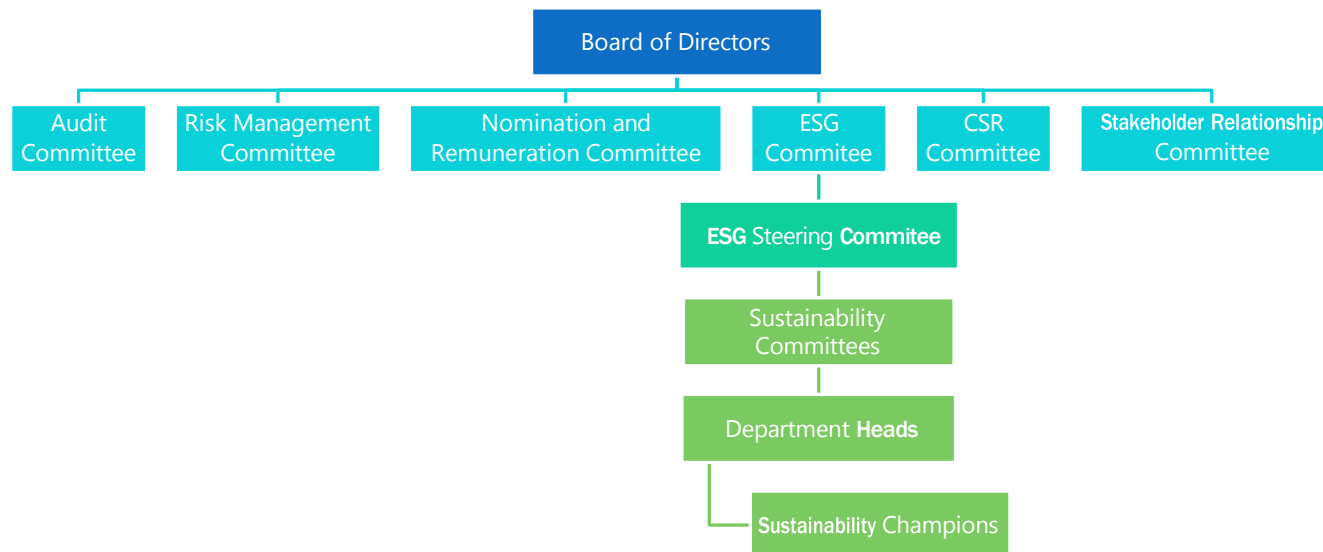 Board of Directors
Audit
Committee
Risk Management
Committee
Nomination and
Remuneration Committee
ESG
Commitee
CSR
Committee
Stakeholder Relationship
Committee
ESG Steering Commitee
Sustainability
Committees
Department Heads
Sustainability Champions